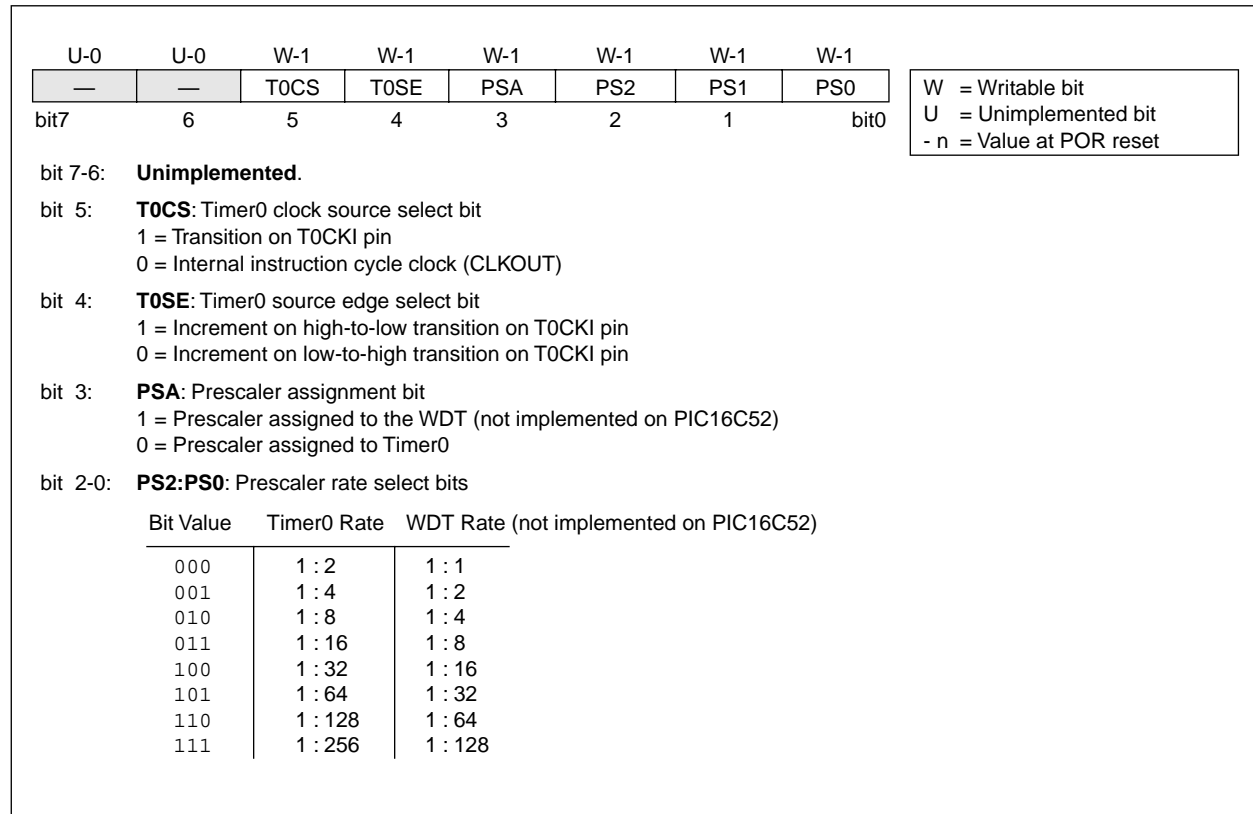 U-0 U-0 W-1 W-1 W-1 W-1 W-1 W-1
— — T0CS T0SE PSA PS2 PS1 PS0
bit7 6 5 4 3 2 1 bit0
W = Writable bit
U = Unimplemented bit
- n = Value at POR reset
bit 7-6: Unimplemented.
bit 5: T0CS: Timer0 clock source select bit
1 = Transition on T0CKI pin
0 = Internal instruction cycle clock (CLKOUT)
bit 4: T0SE: Timer0 source edge select bit
1 = Increment on high-to-low transition on T0CKI pin
0 = Increment on low-to-high transition on T0CKI pin
bit 3: PSA: Prescaler assignment bit
1 = Prescaler assigned to the WDT (not implemented on PIC16C52)
0 = Prescaler assigned to Timer0
bit 2-0: PS2:PS0: Prescaler rate select bits
Bit Value Timer0 Rate WDT Rate (not implemented on PIC16C52)
000 1 : 2 1 : 1
001 1 : 4 1 : 2
010 1 : 8 1 : 4
011 1 : 16 1 : 8
100 1 : 32 1 : 16
101 1 : 64 1 : 32
110 1 : 128 1 : 64
111 1 : 256 1 : 128